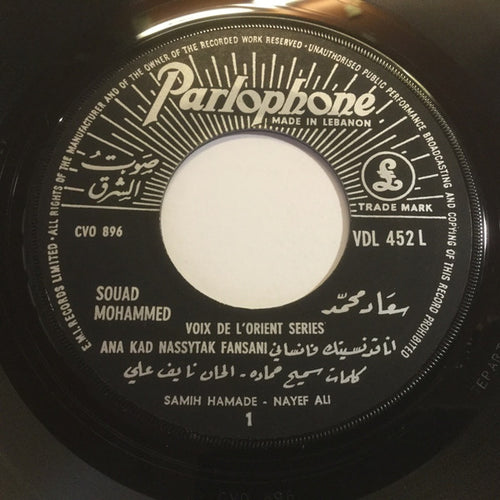 E.M.I. RECORDS LIMITED · ALL RIGHTS OF THE MANUFACTURER AND OF THE OWNER OF THE RECORDED WORK RESERVED · UNAUTHORISED PUBLIC PERFORMANCE BROADCASTING AND COPYING OF THIS RECORD PROHIBITED
Parlophone
MADE IN LEBANON
صوت
الشرق
£
TRADE MARK
CVO 896
VDL 452 L
SOUAD
MOHAMMED
سعاد محمد
VOIX DE L'ORIENT SERIES
ANA KAD NASSYTAK FANSANI انا قد نسيتك فانساني
كلمات سميح حماده - الحان نايف علي
SAMIH HAMADE - NAYEF ALI
1